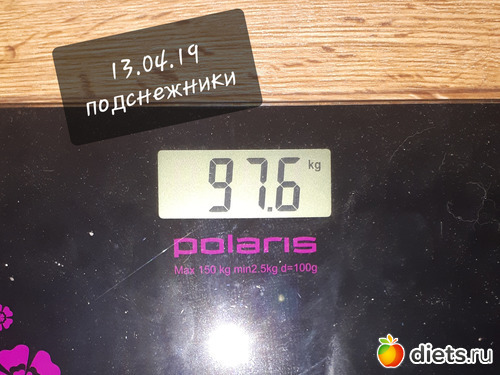 13.04.19
подснежники
97.6 kg
polaris
Max 150 kg min2.5kg d=100g
diets.ru